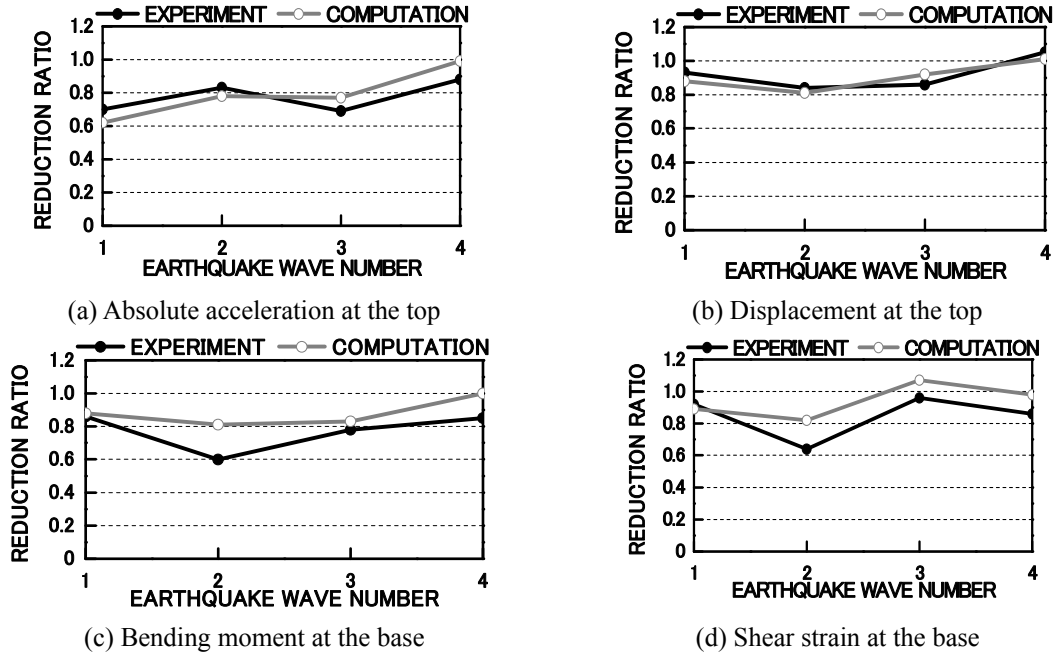 EXPERIMENT COMPUTATION
1.2
1.0
0.8
0.6
0.4
0.2
0
REDUCTION RATIO
1 2 3 4
EARTHQUAKE WAVE NUMBER
(a) Absolute acceleration at the top
EXPERIMENT COMPUTATION
1.2
1.0
0.8
0.6
0.4
0.2
0
REDUCTION RATIO
1 2 3 4
EARTHQUAKE WAVE NUMBER
(b) Displacement at the top
EXPERIMENT COMPUTATION
1.2
1.0
0.8
0.6
0.4
0.2
0
REDUCTION RATIO
1 2 3 4
EARTHQUAKE WAVE NUMBER
(c) Bending moment at the base
EXPERIMENT COMPUTATION
1.2
1.0
0.8
0.6
0.4
0.2
0
REDUCTION RATIO
1 2 3 4
EARTHQUAKE WAVE NUMBER
(d) Shear strain at the base